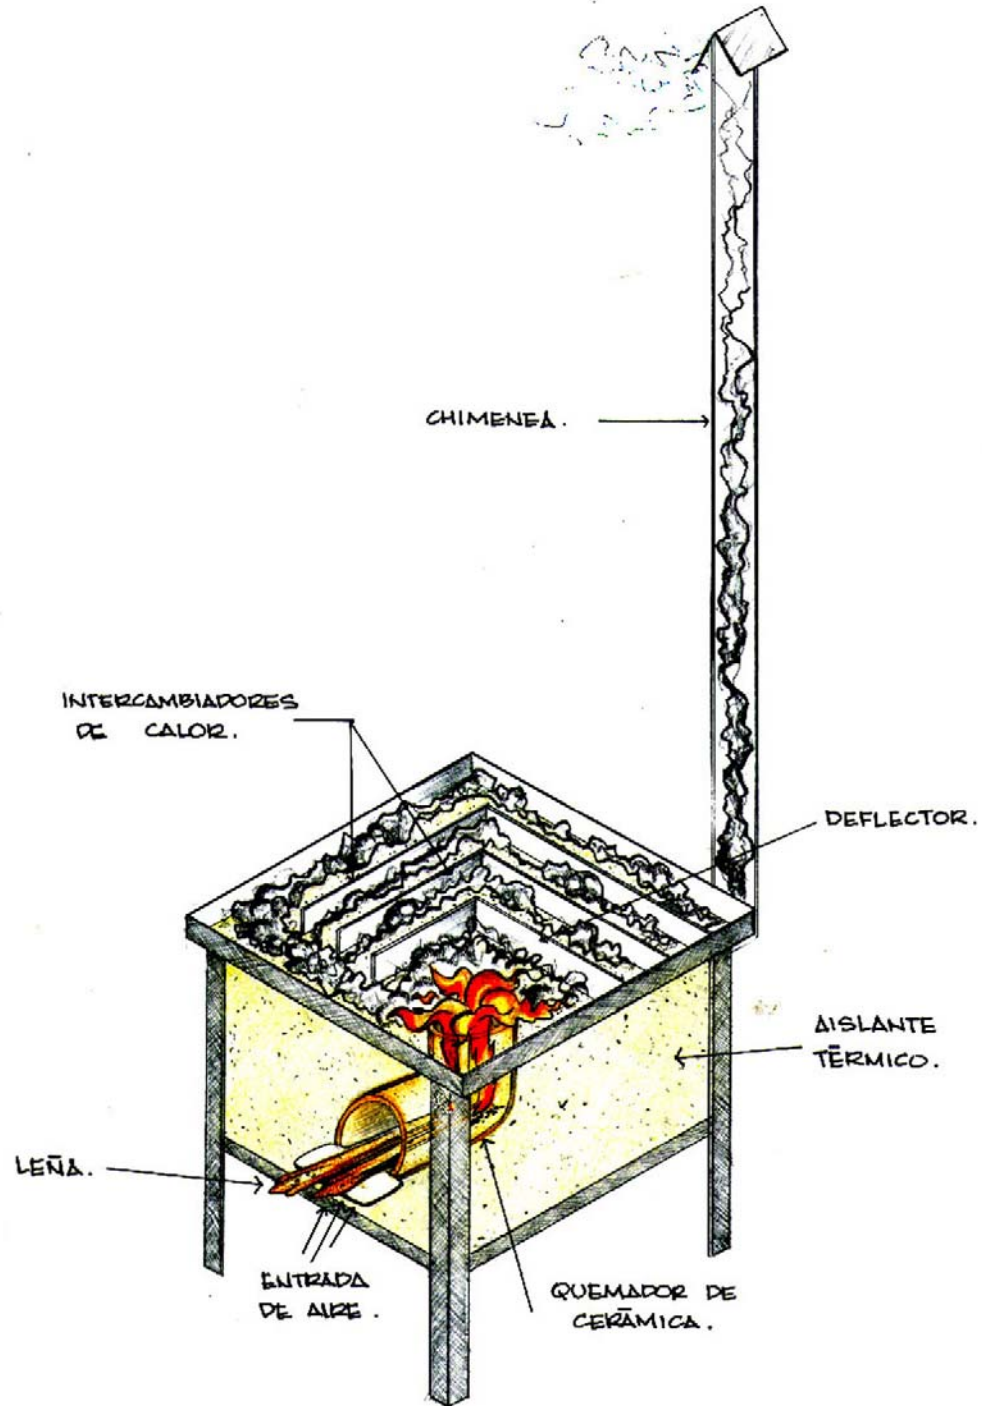 CHIMENEA.
INTERCAMBIADORES
DE CALOR.
DEFLECTOR.
AISLANTE
TÉRMICO.
LEÑA.
ENTRADA
DE AIRE.
QUEMADOR DE
CERÁMICA.